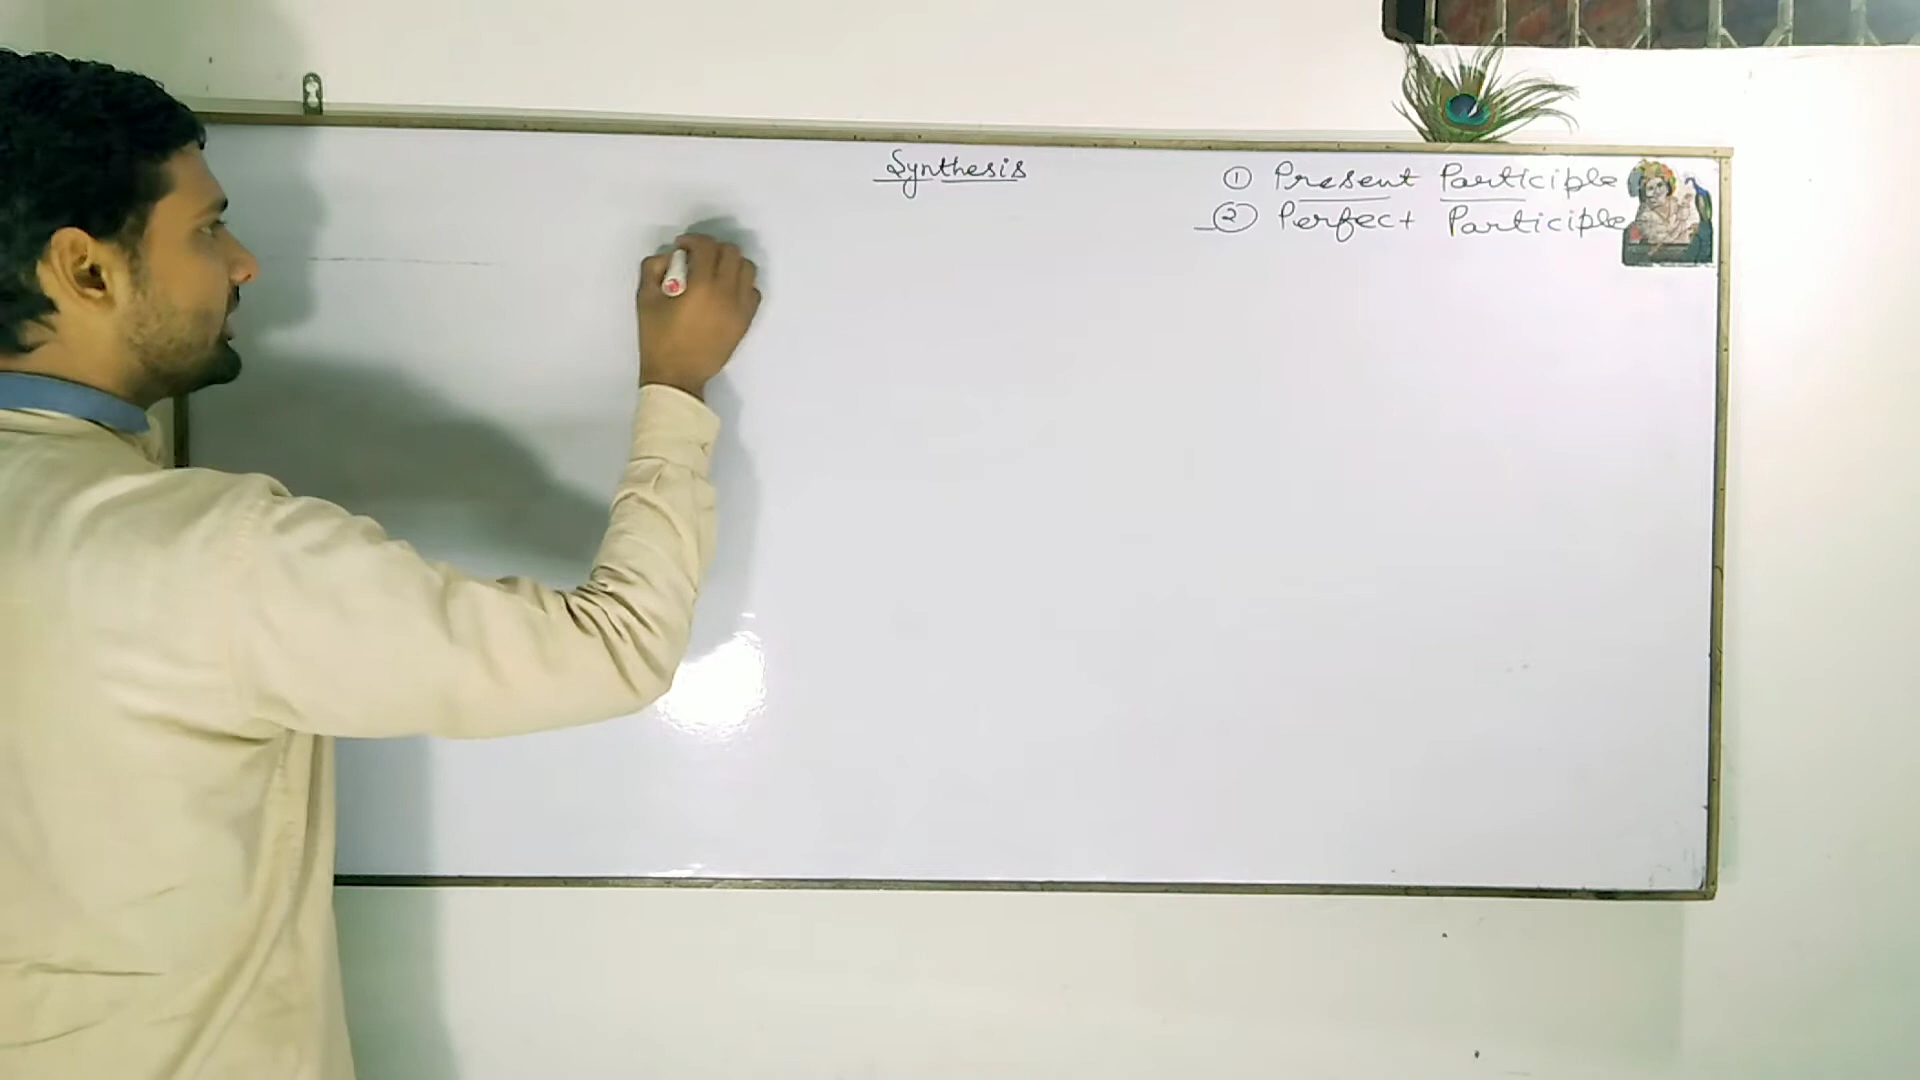 Synthesis
① Present Participle
② Perfect Participle